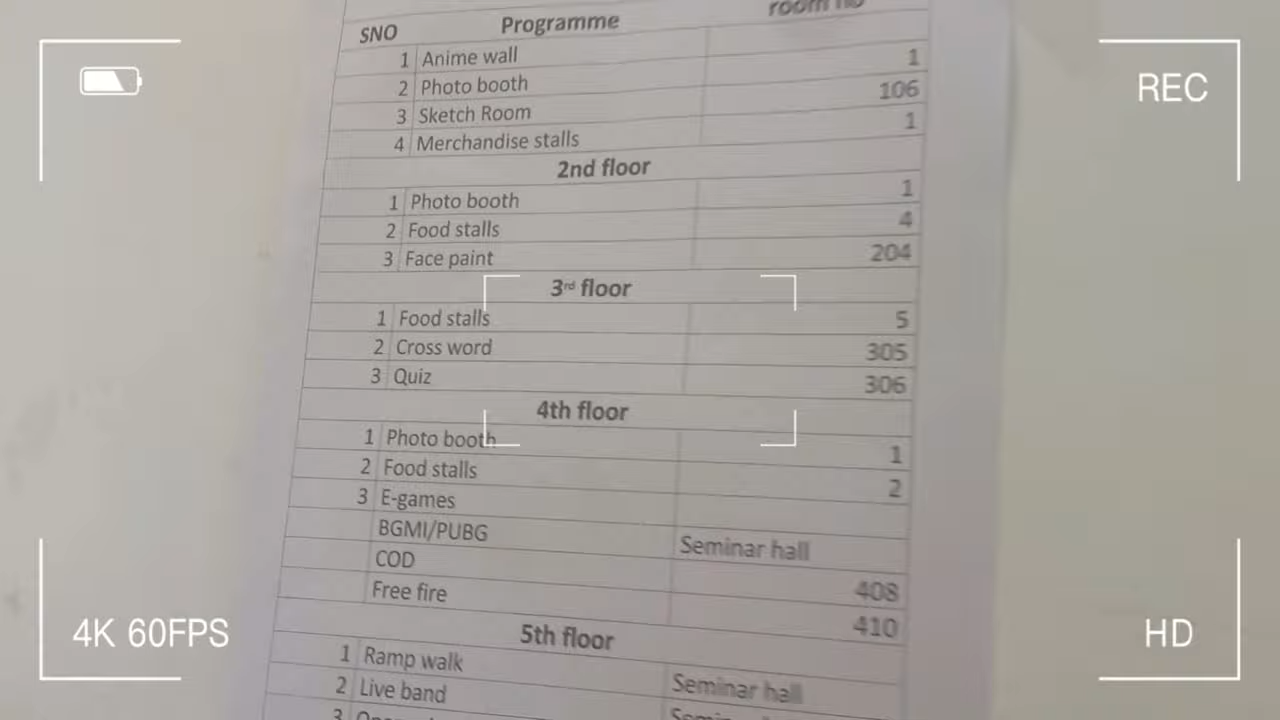 SNO Programme room no
1 Anime wall
2 Photo booth 1
3 Sketch Room 106
4 Merchandise stalls 1
2nd floor
1 Photo booth 1
2 Food stalls 4
3 Face paint 204
3rd floor
1 Food stalls 5
2 Cross word 305
3 Quiz 306
4th floor
1 Photo booth 1
2 Food stalls 2
3 E-games
BGMI/PUBG Seminar hall
COD 408
Free fire 410
5th floor
1 Ramp walk Seminar hall
2 Live band
3
REC
4K 60FPS
HD